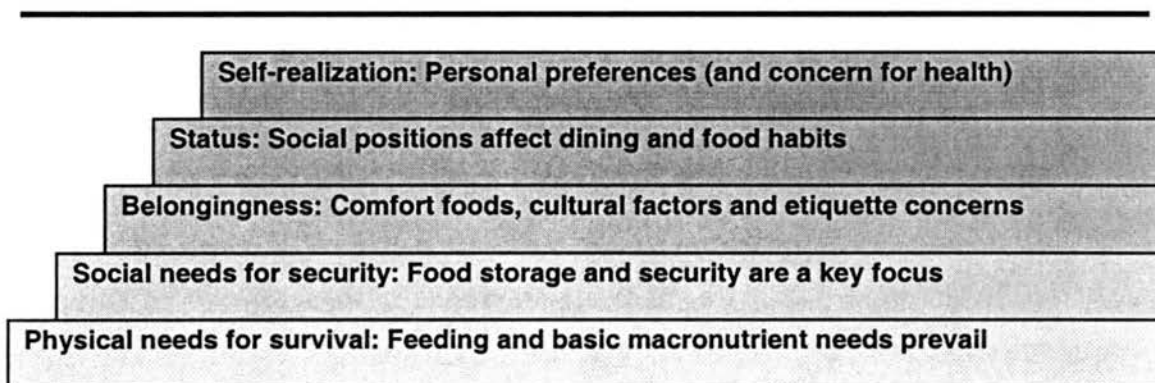 Self-realization: Personal preferences (and concern for health)
Status: Social positions affect dining and food habits
Belongingness: Comfort foods, cultural factors and etiquette concerns
Social needs for security: Food storage and security are a key focus
Physical needs for survival: Feeding and basic macronutrient needs prevail